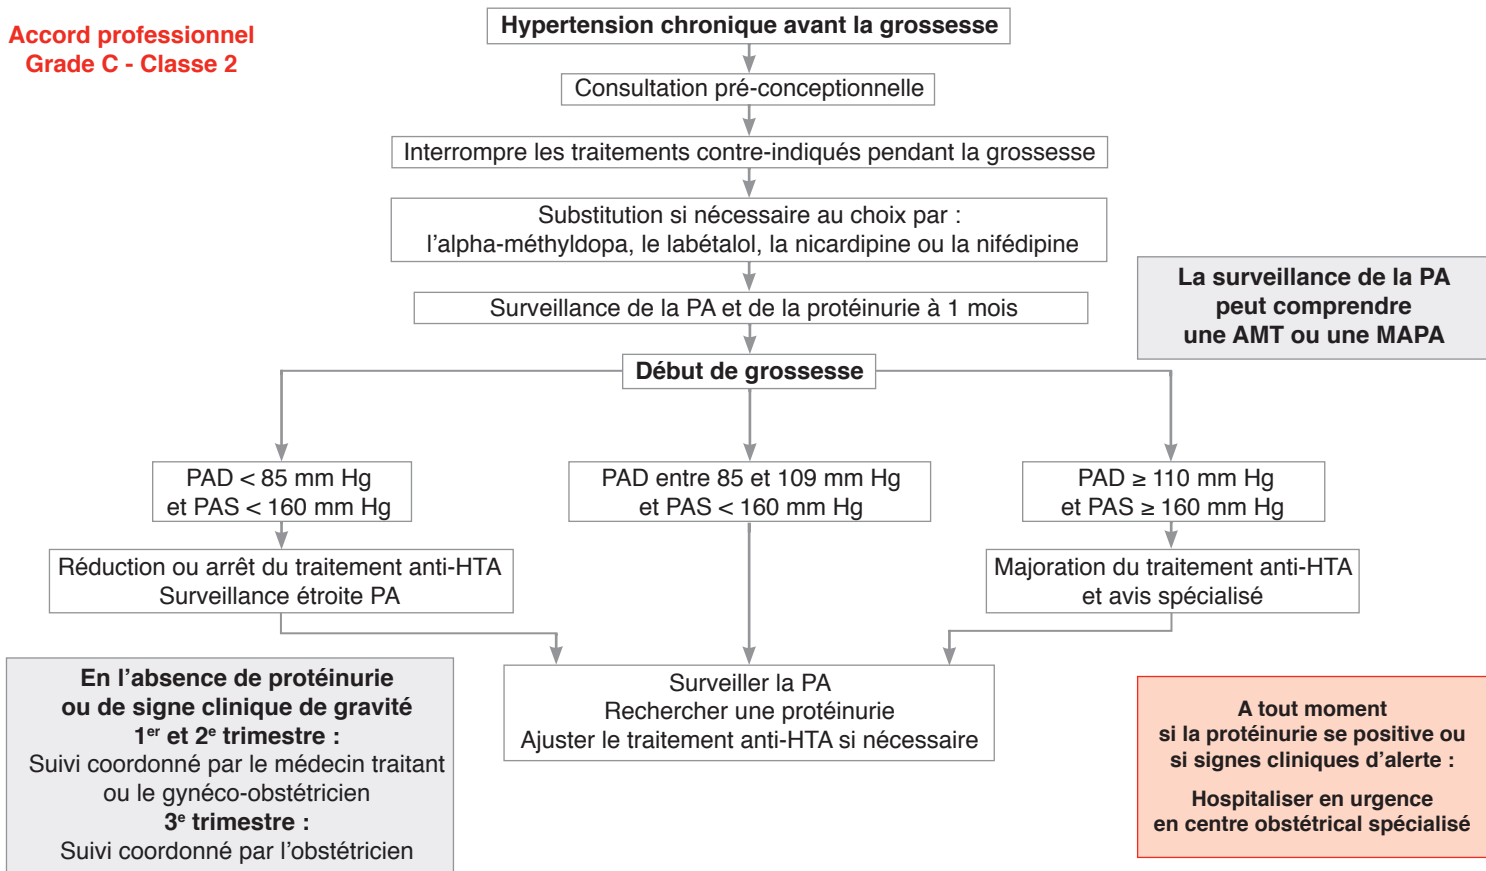 Accord professionnel
Grade C - Classe 2
Hypertension chronique avant la grossesse
Consultation pré-conceptionnelle
Interrompre les traitements contre-indiqués pendant la grossesse
Substitution si nécessaire au choix par :
l’alpha-méthyldopa, le labétalol, la nicardipine ou la nifédipine
Surveillance de la PA et de la protéinurie à 1 mois
La surveillance de la PA
peut comprendre
une AMT ou une MAPA
Début de grossesse
PAD < 85 mm Hg
et PAS < 160 mm Hg
PAD entre 85 et 109 mm Hg
et PAS < 160 mm Hg
PAD ≥ 110 mm Hg
et PAS ≥ 160 mm Hg
Réduction ou arrêt du traitement anti-HTA
Surveillance étroite PA
Majoration du traitement anti-HTA
et avis spécialisé
En l’absence de protéinurie
ou de signe clinique de gravité
1er et 2e trimestre :
Suivi coordonné par le médecin traitant
ou le gynéco-obstétricien
3e trimestre :
Suivi coordonné par l’obstétricien
Surveiller la PA
Rechercher une protéinurie
Ajuster le traitement anti-HTA si nécessaire
A tout moment
si la protéinurie se positive ou
si signes cliniques d’alerte :
Hospitaliser en urgence
en centre obstétrical spécialisé